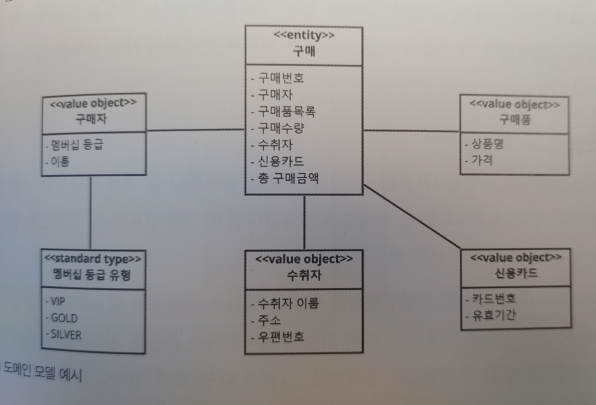 <<entity>>
구매
- 구매번호
- 구매자
- 구매품목록
- 구매수량
- 수취자
- 신용카드
- 총 구매금액
<<value object>>
구매자
- 멤버십 등급
- 이름
<<value object>>
구매품
- 상품명
- 가격
<<standard type>>
멤버십 등급 유형
- VIP
- GOLD
- SILVER
<<value object>>
수취자
- 수취자 이름
- 주소
- 우편번호
<<value object>>
신용카드
- 카드번호
- 유효기간
도메인 모델 예시